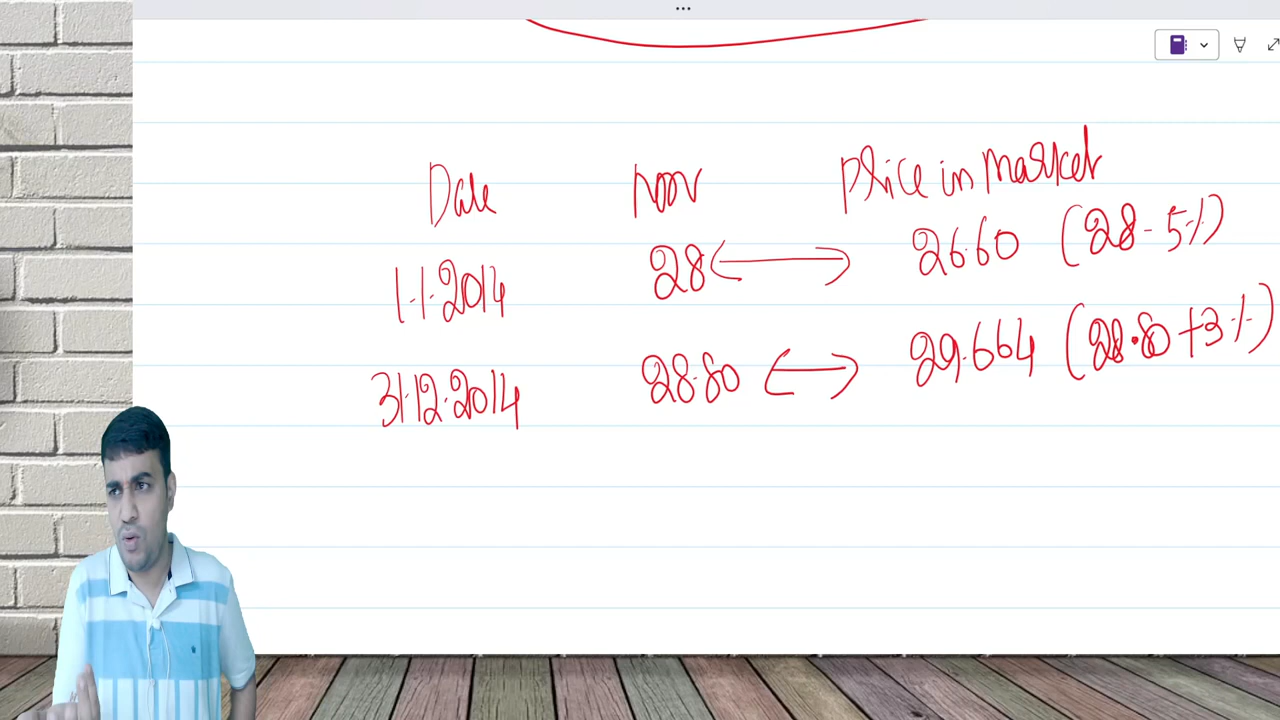 Date NAV Price in market
1.1.2014 28 26.60 (28 - 5%)
31.12.2014 28.80 29.664 (28.80 + 3%)